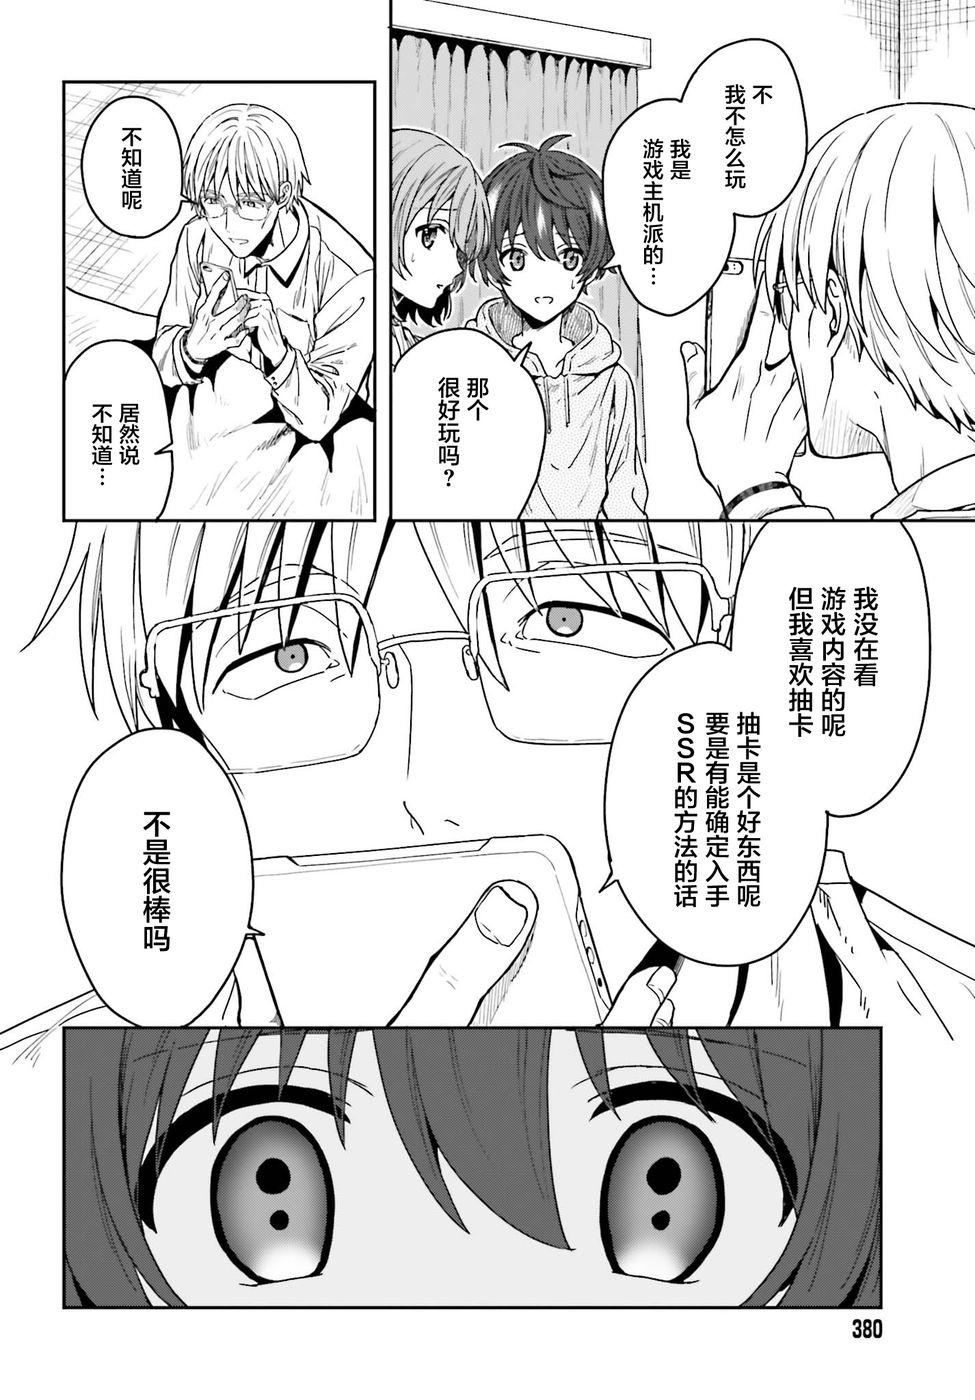 不
我不怎么玩
我是
游戏主机派的…
那个
很好玩吗?
不知道呢
居然说
不知道…
我没在看
游戏内容的呢
但我喜欢抽卡
抽卡是个好东西呢
要是有能确定入手
SSR的方法的话
不是很棒吗
380